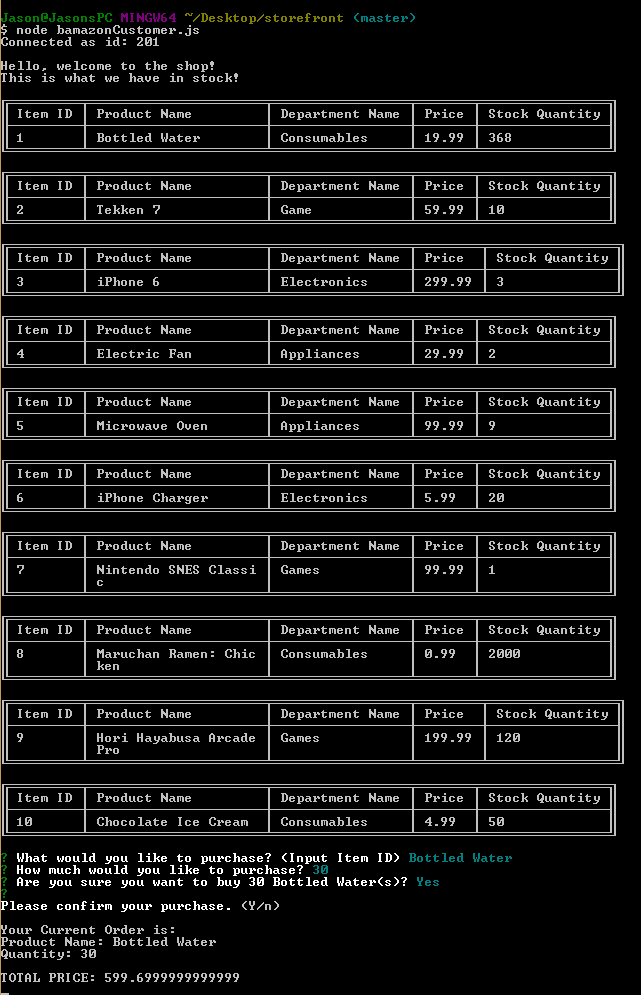 Jason@JasonsPC MINGW64 ~/Desktop/storefront (master)
$ node bamazonCustomer.js
Connected as id: 201
Hello, welcome to the shop!
This is what we have in stock!
Item ID Product Name Department Name Price Stock Quantity
1 Bottled Water Consumables 19.99 368
Item ID Product Name Department Name Price Stock Quantity
2 Tekken 7 Game 59.99 10
Item ID Product Name Department Name Price Stock Quantity
3 iPhone 6 Electronics 299.99 3
Item ID Product Name Department Name Price Stock Quantity
4 Electric Fan Appliances 29.99 2
Item ID Product Name Department Name Price Stock Quantity
5 Microwave Oven Appliances 99.99 9
Item ID Product Name Department Name Price Stock Quantity
6 iPhone Charger Electronics 5.99 20
Item ID Product Name Department Name Price Stock Quantity
7 Nintendo SNES Classi Games 99.99 1
c
Item ID Product Name Department Name Price Stock Quantity
8 Maruchan Ramen: Chic Consumables 0.99 2000
ken
Item ID Product Name Department Name Price Stock Quantity
9 Hori Hayabusa Arcade Games 199.99 120
Pro
Item ID Product Name Department Name Price Stock Quantity
10 Chocolate Ice Cream Consumables 4.99 50
? What would you like to purchase? (Input Item ID) Bottled Water
? How much would you like to purchase? 30
? Are you sure you want to buy 30 Bottled Water(s)? Yes
?
Please confirm your purchase. (Y/n)
Your Current Order is:
Product Name: Bottled Water
Quantity: 30
TOTAL PRICE: 599.6999999999999